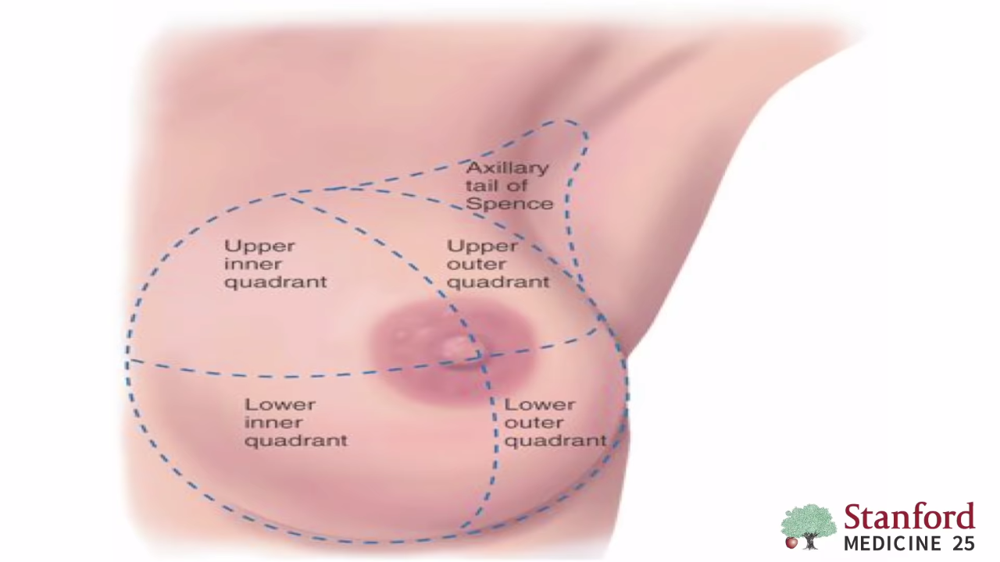 Axillary
tail of
Spence
Upper
inner
quadrant
Upper
outer
quadrant
Lower
inner
quadrant
Lower
outer
quadrant
Stanford
MEDICINE 25